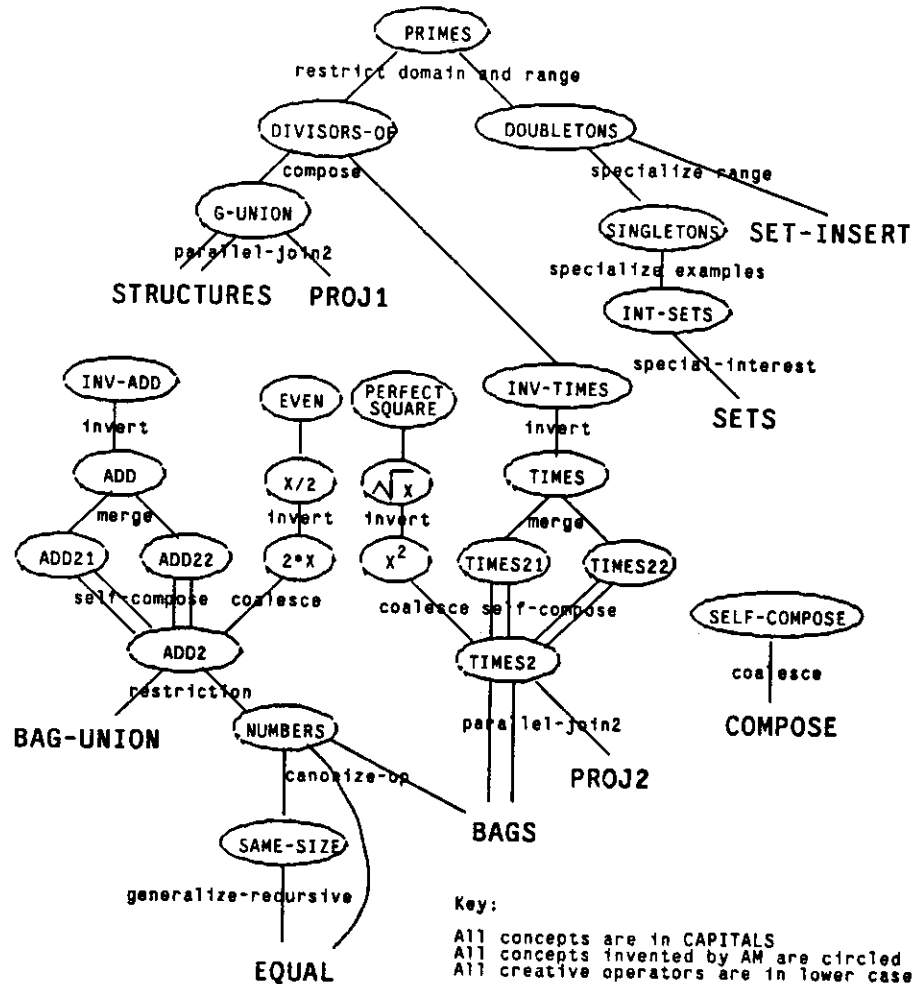 PRIMES
restrict domain and range
DIVISORS-OF
DOUBLETONS
compose
specialize range
G-UNION
SINGLETONS
SET-INSERT
parallel-join2
specialize examples
STRUCTURES
PROJ1
INT-SETS
special-interest
INV-ADD
EVEN
PERFECT
SQUARE
INV-TIMES
SETS
invert
invert
ADD
X/2
√X
TIMES
merge
invert
invert
merge
ADD21
ADD22
2*X
X²
TIMES21
TIMES22
self-compose
coalesce
coalesce
self-compose
SELF-COMPOSE
ADD2
TIMES2
coalesce
restriction
BAG-UNION
NUMBERS
parallel-join2
COMPOSE
canonize-op
PROJ2
BAGS
SAME-SIZE
generalize-recursive
EQUAL
Key:
All concepts are in CAPITALS
All concepts invented by AM are circled
All creative operators are in lower case